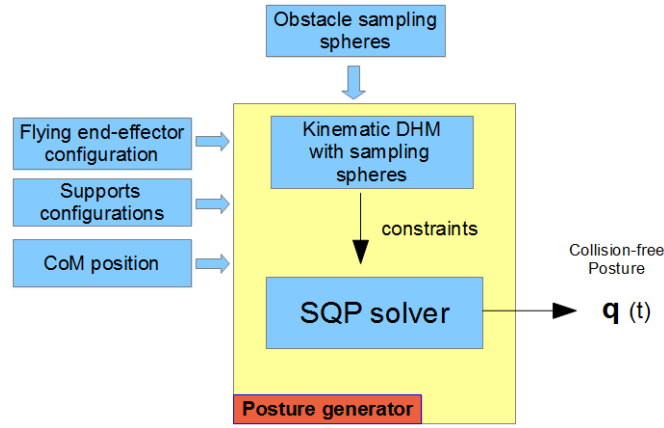 Obstacle sampling
spheres
Flying end-effector
configuration
Supports
configurations
CoM position
Kinematic DHM
with sampling
spheres
constraints
SQP solver
Collision-free
Posture
q (t)
Posture generator